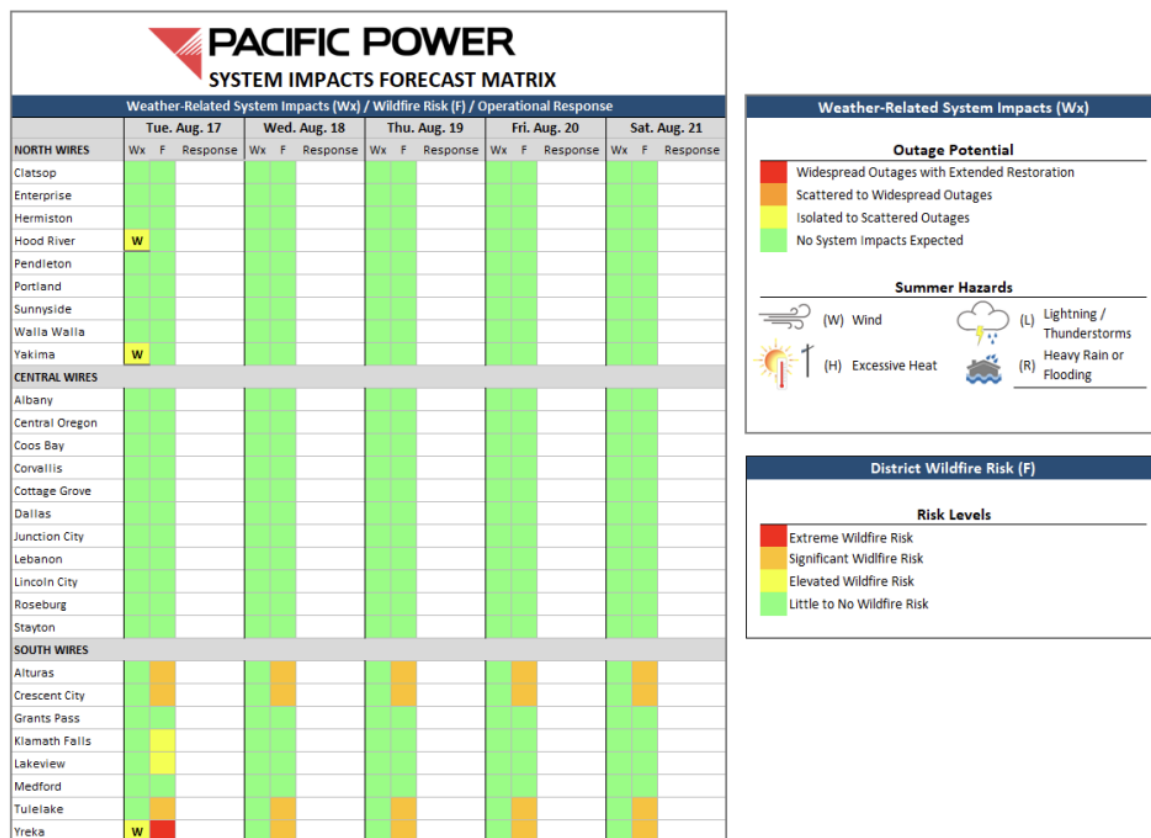 PACIFIC POWER
SYSTEM IMPACTS FORECAST MATRIX
Weather-Related System Impacts (Wx) / Wildfire Risk (F) / Operational Response
Tue. Aug. 17 Wed. Aug. 18 Thu. Aug. 19 Fri. Aug. 20 Sat. Aug. 21
NORTH WIRES Wx F Response Wx F Response Wx F Response Wx F Response Wx F Response
Clatsop
Enterprise
Hermiston
Hood River W
Pendleton
Portland
Sunnyside
Walla Walla
Yakima W
CENTRAL WIRES
Albany
Central Oregon
Coos Bay
Corvallis
Cottage Grove
Dallas
Junction City
Lebanon
Lincoln City
Roseburg
Stayton
SOUTH WIRES
Alturas
Crescent City
Grants Pass
Klamath Falls
Lakeview
Medford
Tulelake
Yreka W
Weather-Related System Impacts (Wx)
Outage Potential
Widespread Outages with Extended Restoration
Scattered to Widespread Outages
Isolated to Scattered Outages
No System Impacts Expected
Summer Hazards
(W) Wind
(L) Lightning /
Thunderstorms
(H) Excessive Heat
(R) Heavy Rain or
Flooding
District Wildfire Risk (F)
Risk Levels
Extreme Wildfire Risk
Significant Widlfire Risk
Elevated Wildfire Risk
Little to No Wildfire Risk